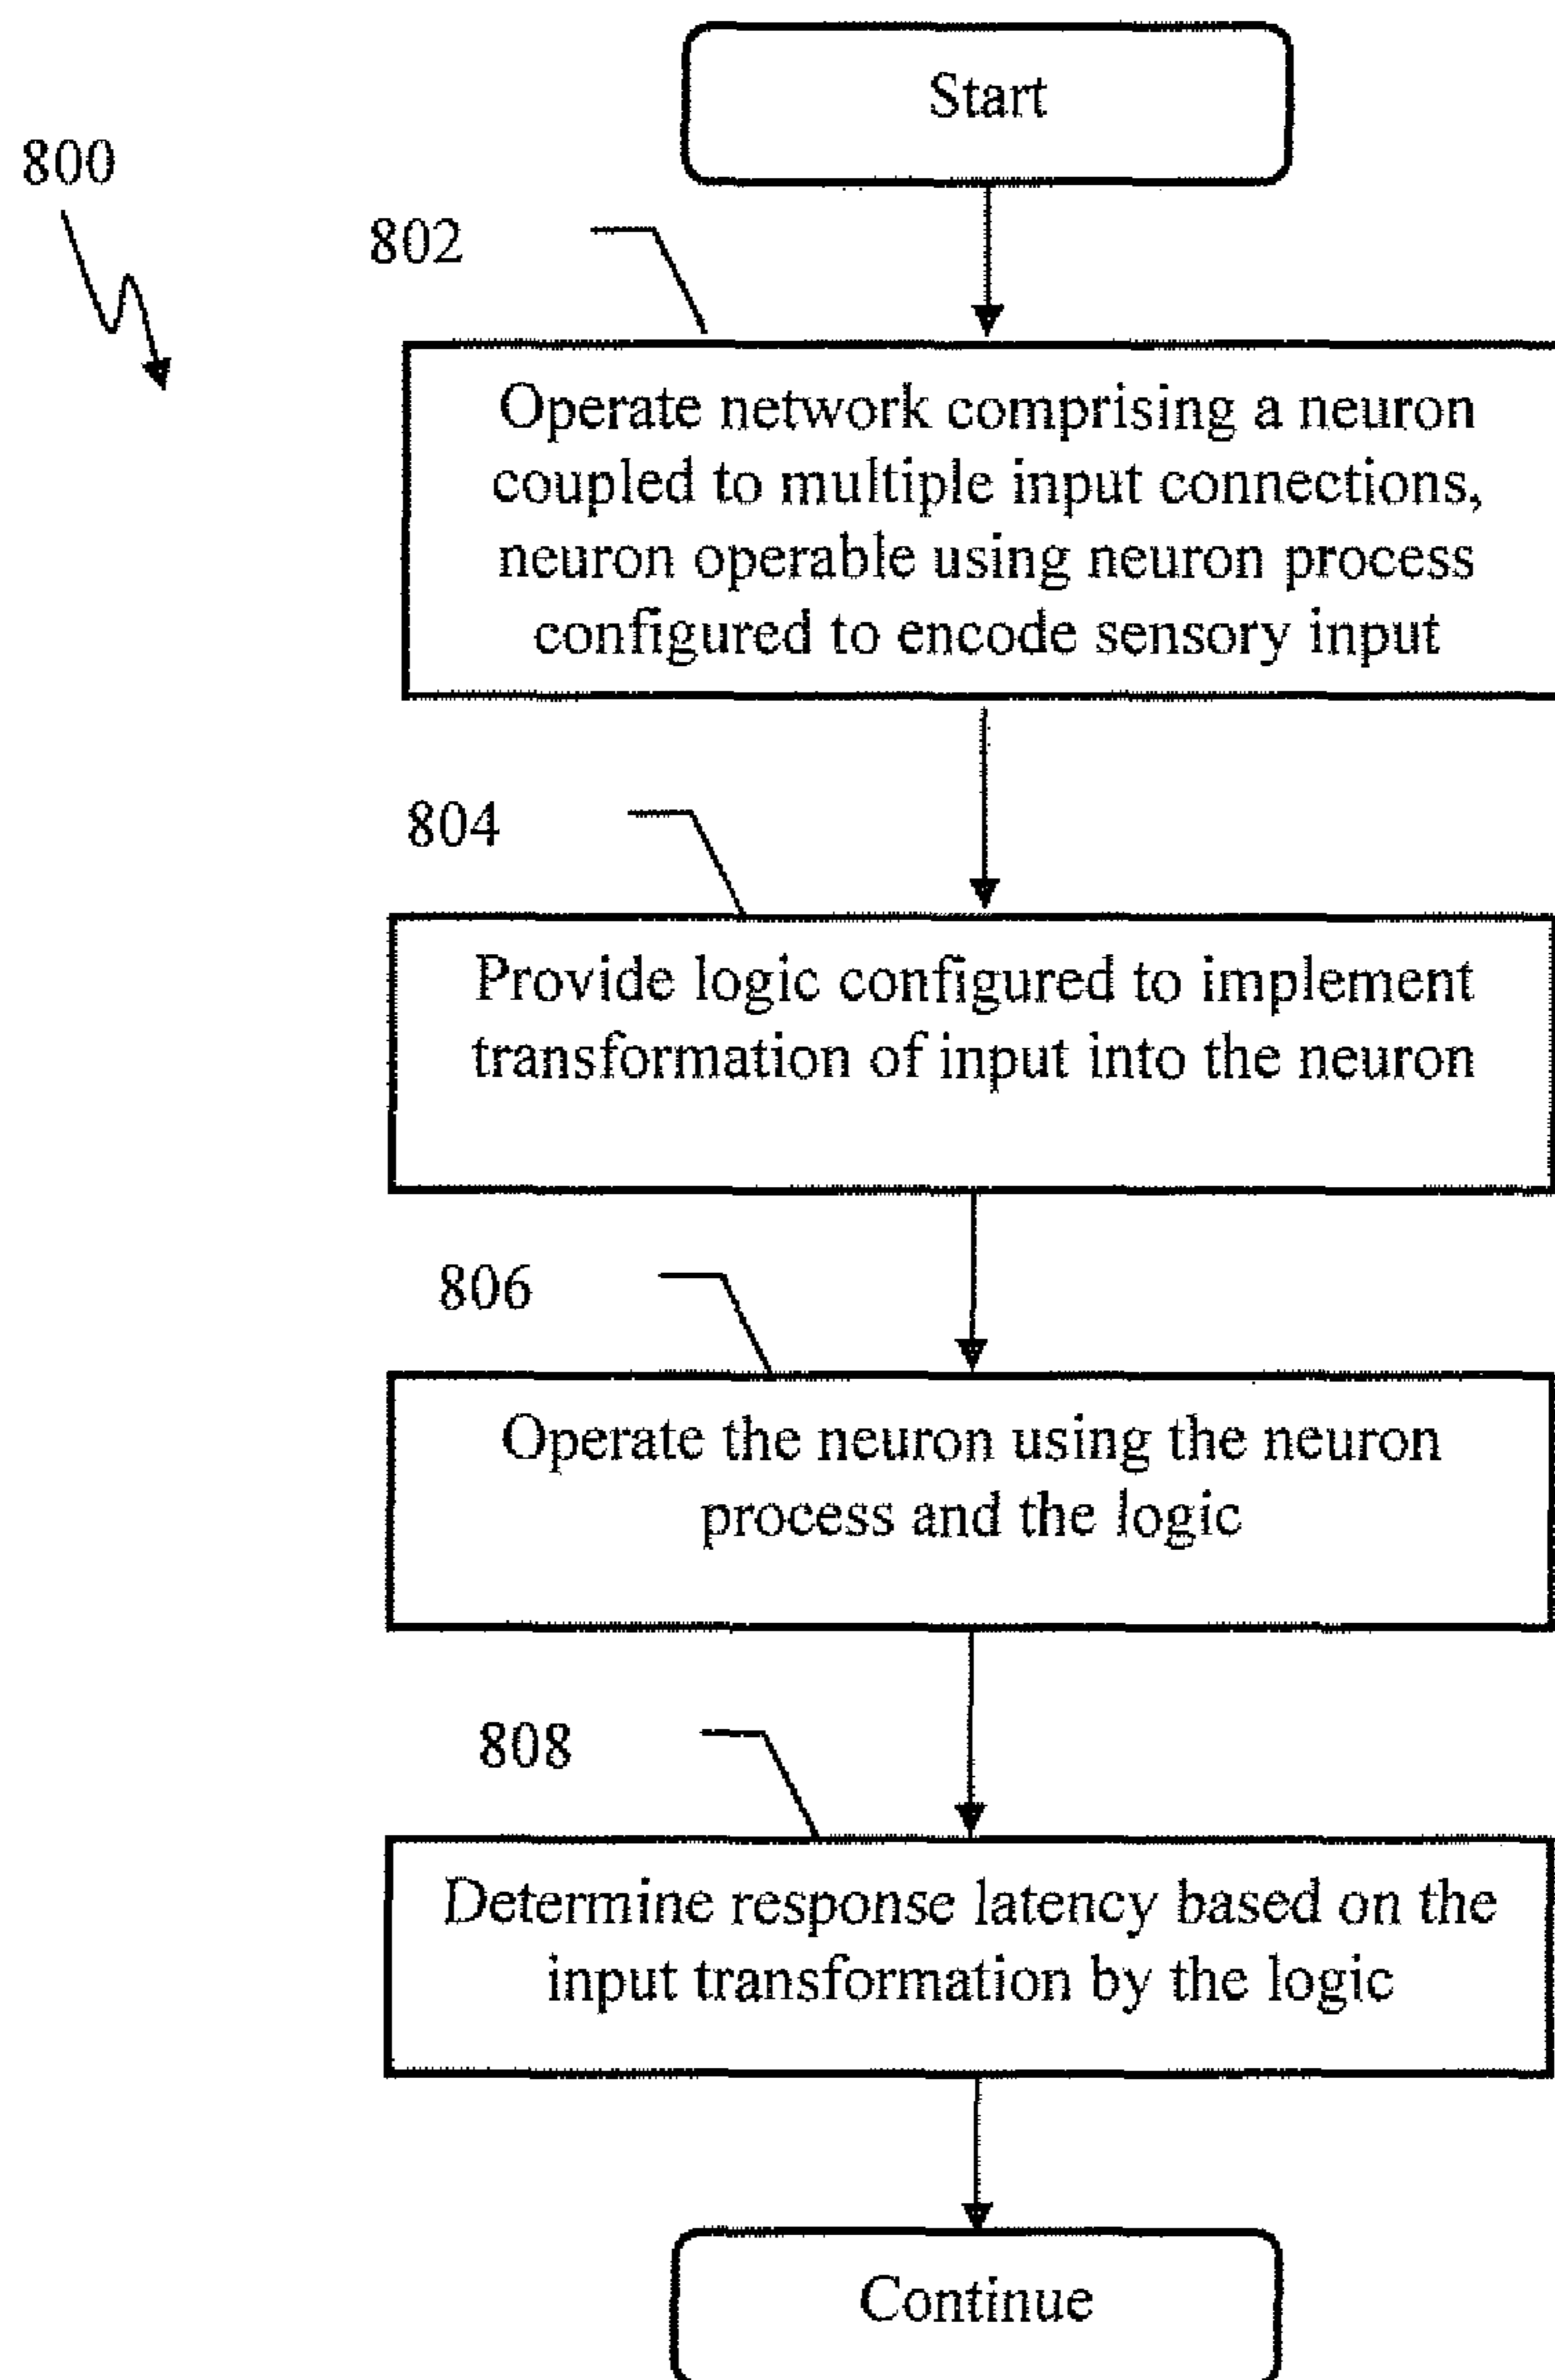 Start
800
802
Operate network comprising a neuron
coupled to multiple input connections,
neuron operable using neuron process
configured to encode sensory input
804
Provide logic configured to implement
transformation of input into the neuron
806
Operate the neuron using the neuron
process and the logic
808
Determine response latency based on the
input transformation by the logic
Continue